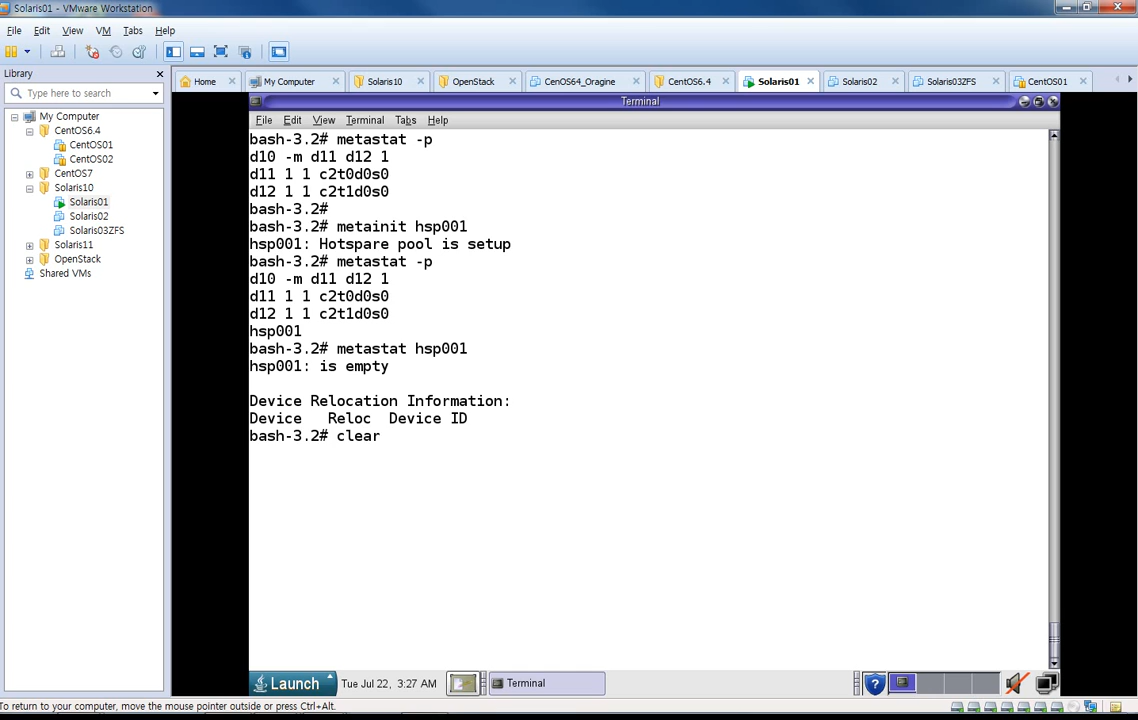 Solaris01 - VMware Workstation
File Edit View VM Tabs Help
Library
Type here to search
My Computer
CentOS6.4
CentOS01
CentOS02
CentOS7
Solaris10
Solaris01
Solaris02
Solaris03ZFS
Solaris11
OpenStack
Shared VMs
Home My Computer Solaris10 OpenStack CenOS64_Oragine CentOS6.4 Solaris01 Solaris02 Solaris03ZFS CentOS01
Terminal
File Edit View Terminal Tabs Help
bash-3.2# metastat -p
d10 -m d11 d12 1
d11 1 1 c2t0d0s0
d12 1 1 c2t1d0s0
bash-3.2#
bash-3.2# metainit hsp001
hsp001: Hotspare pool is setup
bash-3.2# metastat -p
d10 -m d11 d12 1
d11 1 1 c2t0d0s0
d12 1 1 c2t1d0s0
hsp001
bash-3.2# metastat hsp001
hsp001: is empty
Device Relocation Information:
Device   Reloc  Device ID
bash-3.2# clear
Launch Tue Jul 22, 3:27 AM Terminal
To return to your computer, move the mouse pointer outside or press Ctrl+Alt.